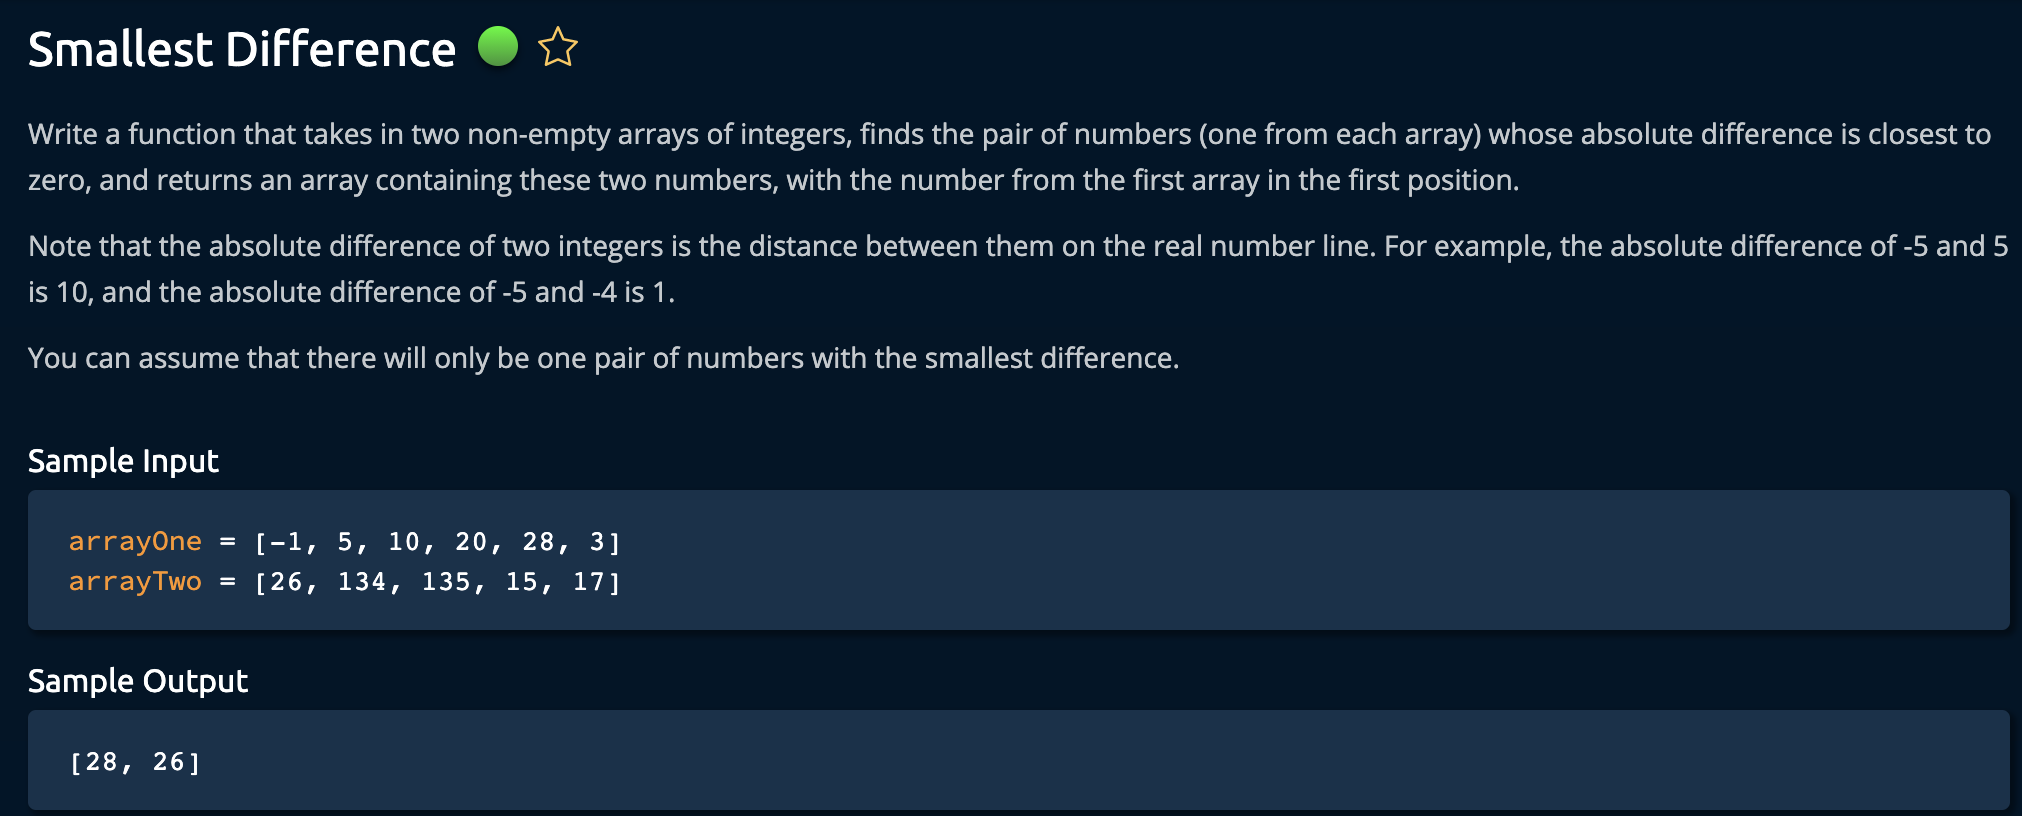 Smallest Difference
Write a function that takes in two non-empty arrays of integers, finds the pair of numbers (one from each array) whose absolute difference is closest to
zero, and returns an array containing these two numbers, with the number from the first array in the first position.
Note that the absolute difference of two integers is the distance between them on the real number line. For example, the absolute difference of -5 and 5
is 10, and the absolute difference of -5 and -4 is 1.
You can assume that there will only be one pair of numbers with the smallest difference.
Sample Input
arrayOne = [-1, 5, 10, 20, 28, 3]
arrayTwo = [26, 134, 135, 15, 17]
Sample Output
[28, 26]